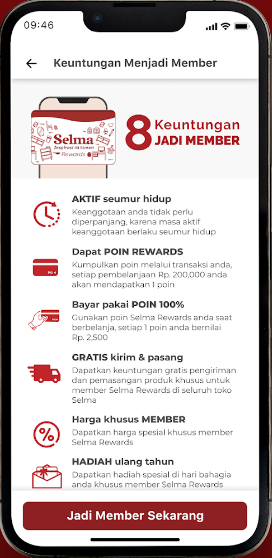 09:46
Keuntungan Menjadi Member
Selma
Rewards
8 Keuntungan
JADI MEMBER
AKTIF seumur hidup
Keanggotaan anda tidak perlu
diperpanjang, karena masa aktif
keanggotaan berlaku seumur hidup
Dapat POIN REWARDS
Kumpulkan poin melalui transaksi anda,
setiap pembelanjaan Rp. 200,000 anda
akan mendapatkan 1 poin
Bayar pakai POIN 100%
Gunakan poin Selma Rewards anda saat
berbelanja, setiap 1 poin anda bernilai
Rp. 2,500
GRATIS kirim & pasang
Dapatkan keuntungan gratis pengiriman
dan pemasangan produk khusus untuk
member Selma Rewards di seluruh toko
Selma
Harga khusus MEMBER
Dapatkan harga spesial khusus member
Selma Rewards
HADIAH ulang tahun
Dapatkan hadiah spesial di hari bahagia
anda khusus member Selma Rewards
Jadi Member Sekarang